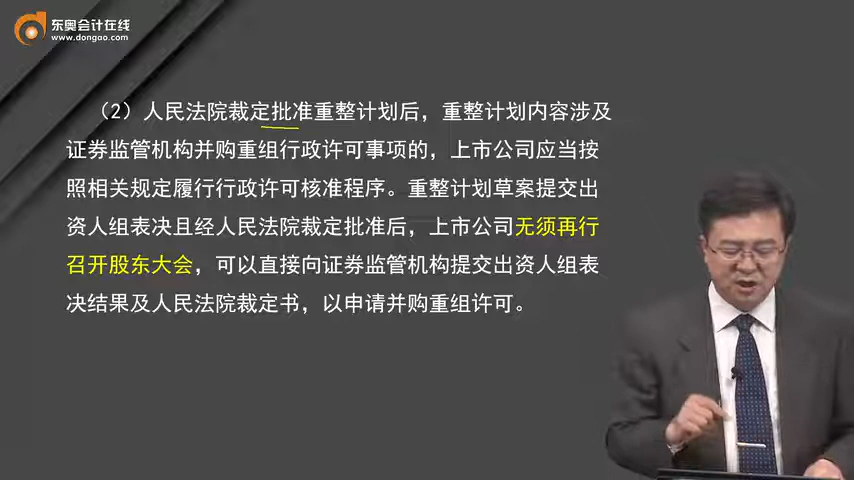 东奥会计在线
www.dongao.com
（2）人民法院裁定批准重整计划后，重整计划内容涉及
证券监管机构并购重组行政许可事项的，上市公司应当按
照相关规定履行行政许可核准程序。重整计划草案提交出
资人组表决且经人民法院裁定批准后，上市公司无须再行
召开股东大会，可以直接向证券监管机构提交出资人组表
决结果及人民法院裁定书，以申请并购重组许可。